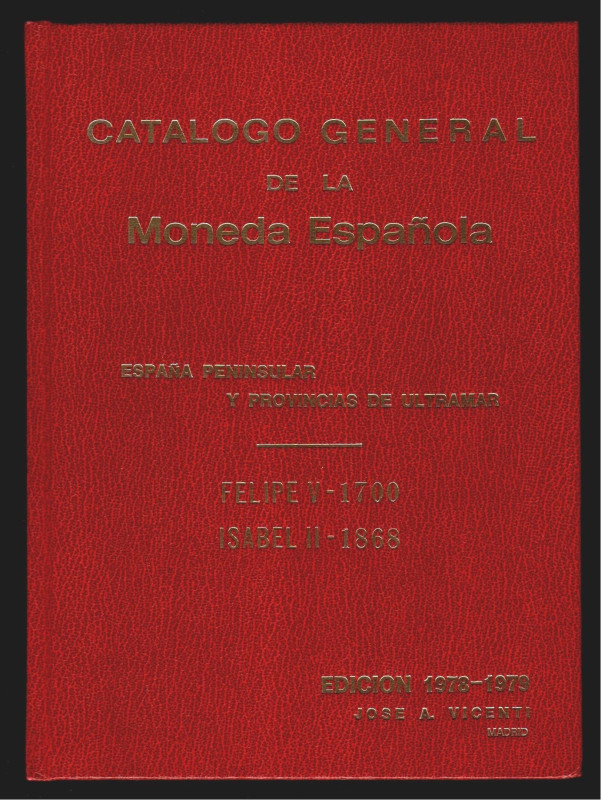 CATALOGO GENERAL
DE LA
Moneda Española
ESPAÑA PENINSULAR
Y PROVINCIAS DE ULTRAMAR
FELIPE V - 1700
ISABEL II - 1868
EDICION 1978-1979
JOSE A. VICENTI
MADRID